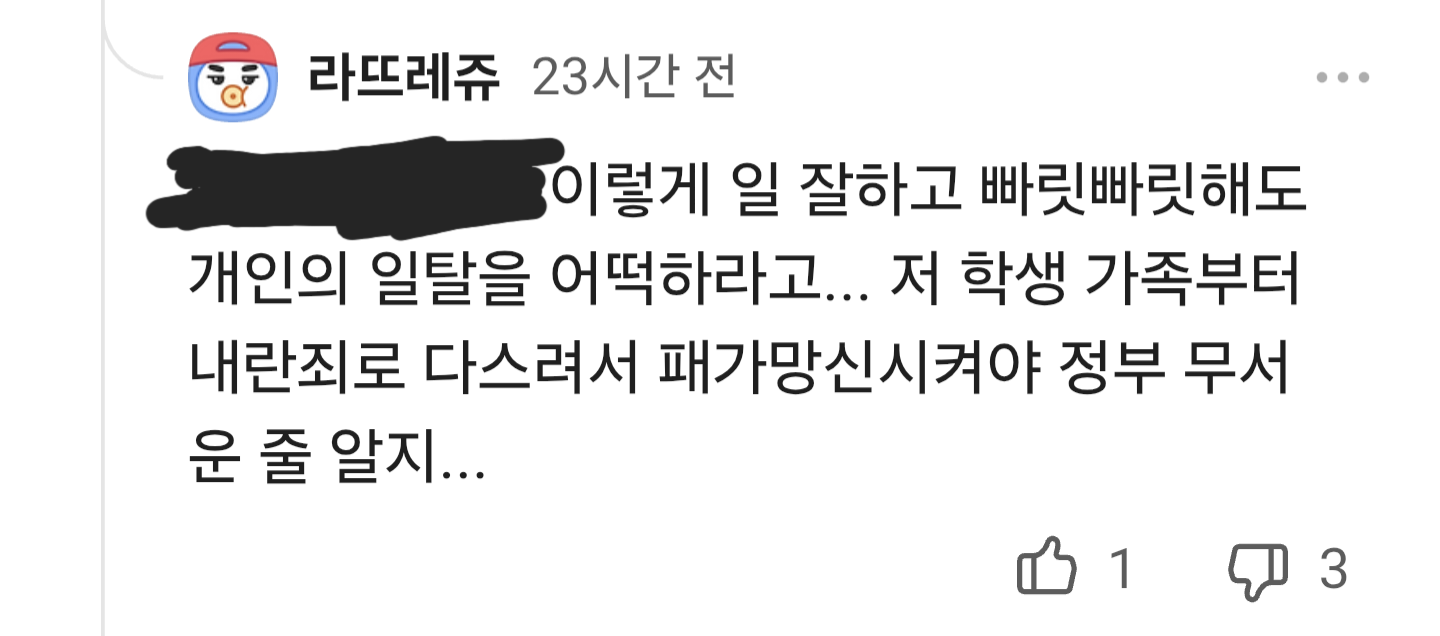 라뜨레쥬 23시간 전
이렇게 일 잘하고 빠릿빠릿해도
개인의 일탈을 어떡하라고... 저 학생 가족부터
내란죄로 다스려서 패가망신시켜야 정부 무서
운 줄 알지...
1 3